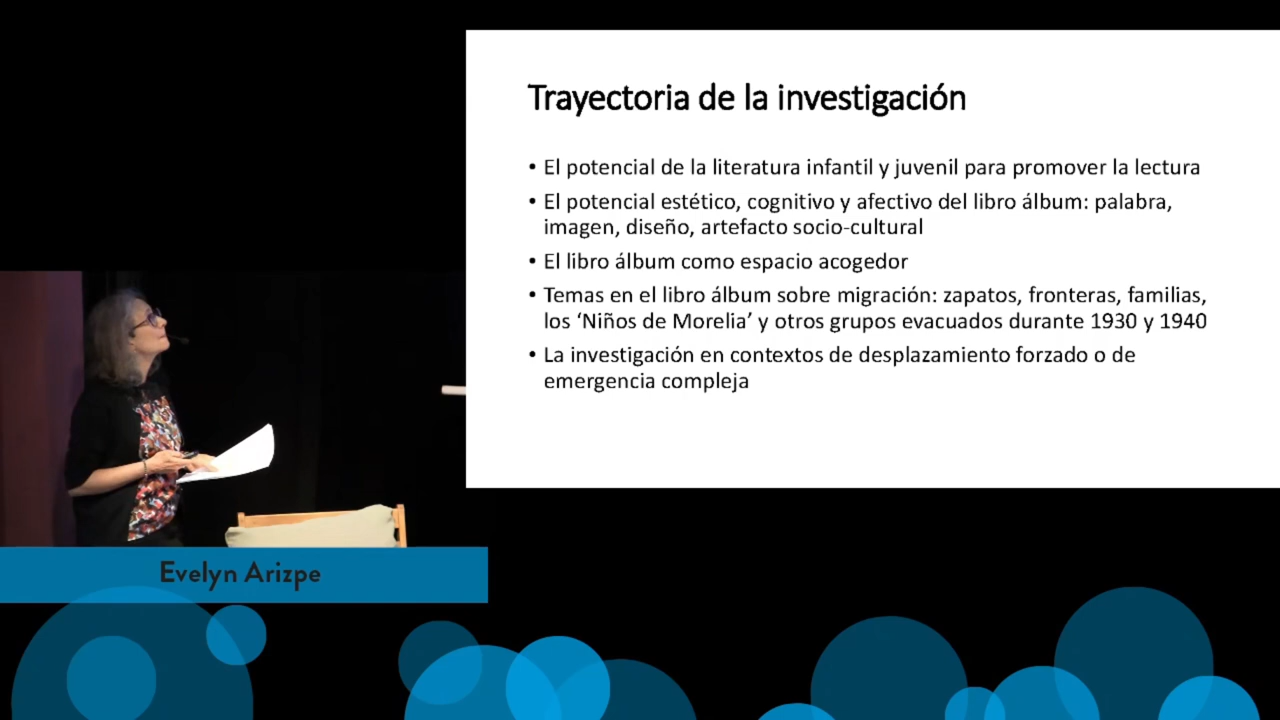 Trayectoria de la investigación
• El potencial de la literatura infantil y juvenil para promover la lectura
• El potencial estético, cognitivo y afectivo del libro álbum: palabra,
imagen, diseño, artefacto socio-cultural
• El libro álbum como espacio acogedor
• Temas en el libro álbum sobre migración: zapatos, fronteras, familias,
los ‘Niños de Morelia’ y otros grupos evacuados durante 1930 y 1940
• La investigación en contextos de desplazamiento forzado o de
emergencia compleja
Evelyn Arizpe